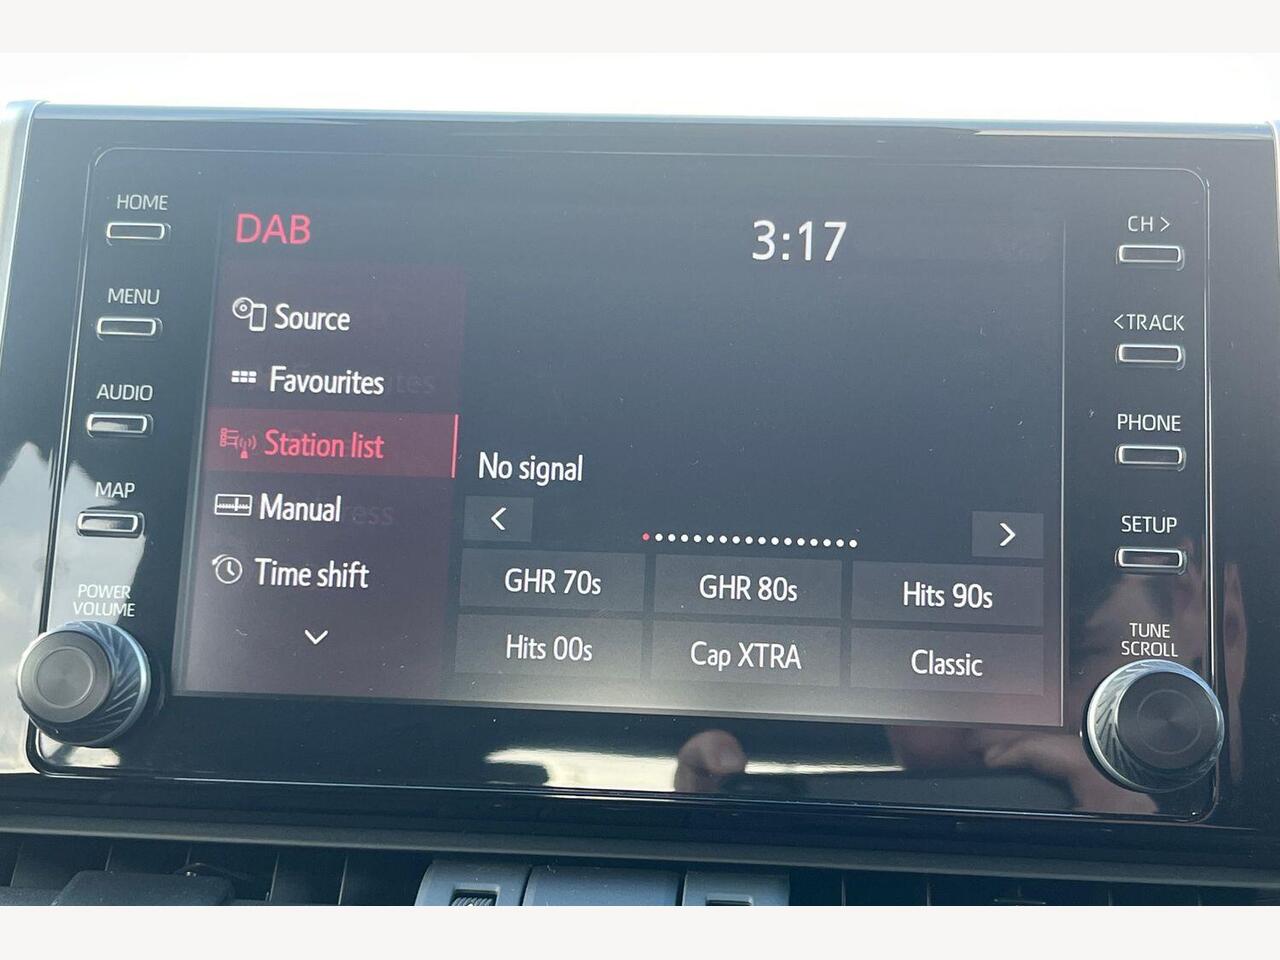 HOME
MENU
AUDIO
MAP
POWER
VOLUME
DAB
3:17
Source
Favourites
Station list
Manual
Time shift
No signal
<
>
GHR 70s
GHR 80s
Hits 90s
Hits 00s
Cap XTRA
Classic
CH >
< TRACK
PHONE
SETUP
TUNE
SCROLL